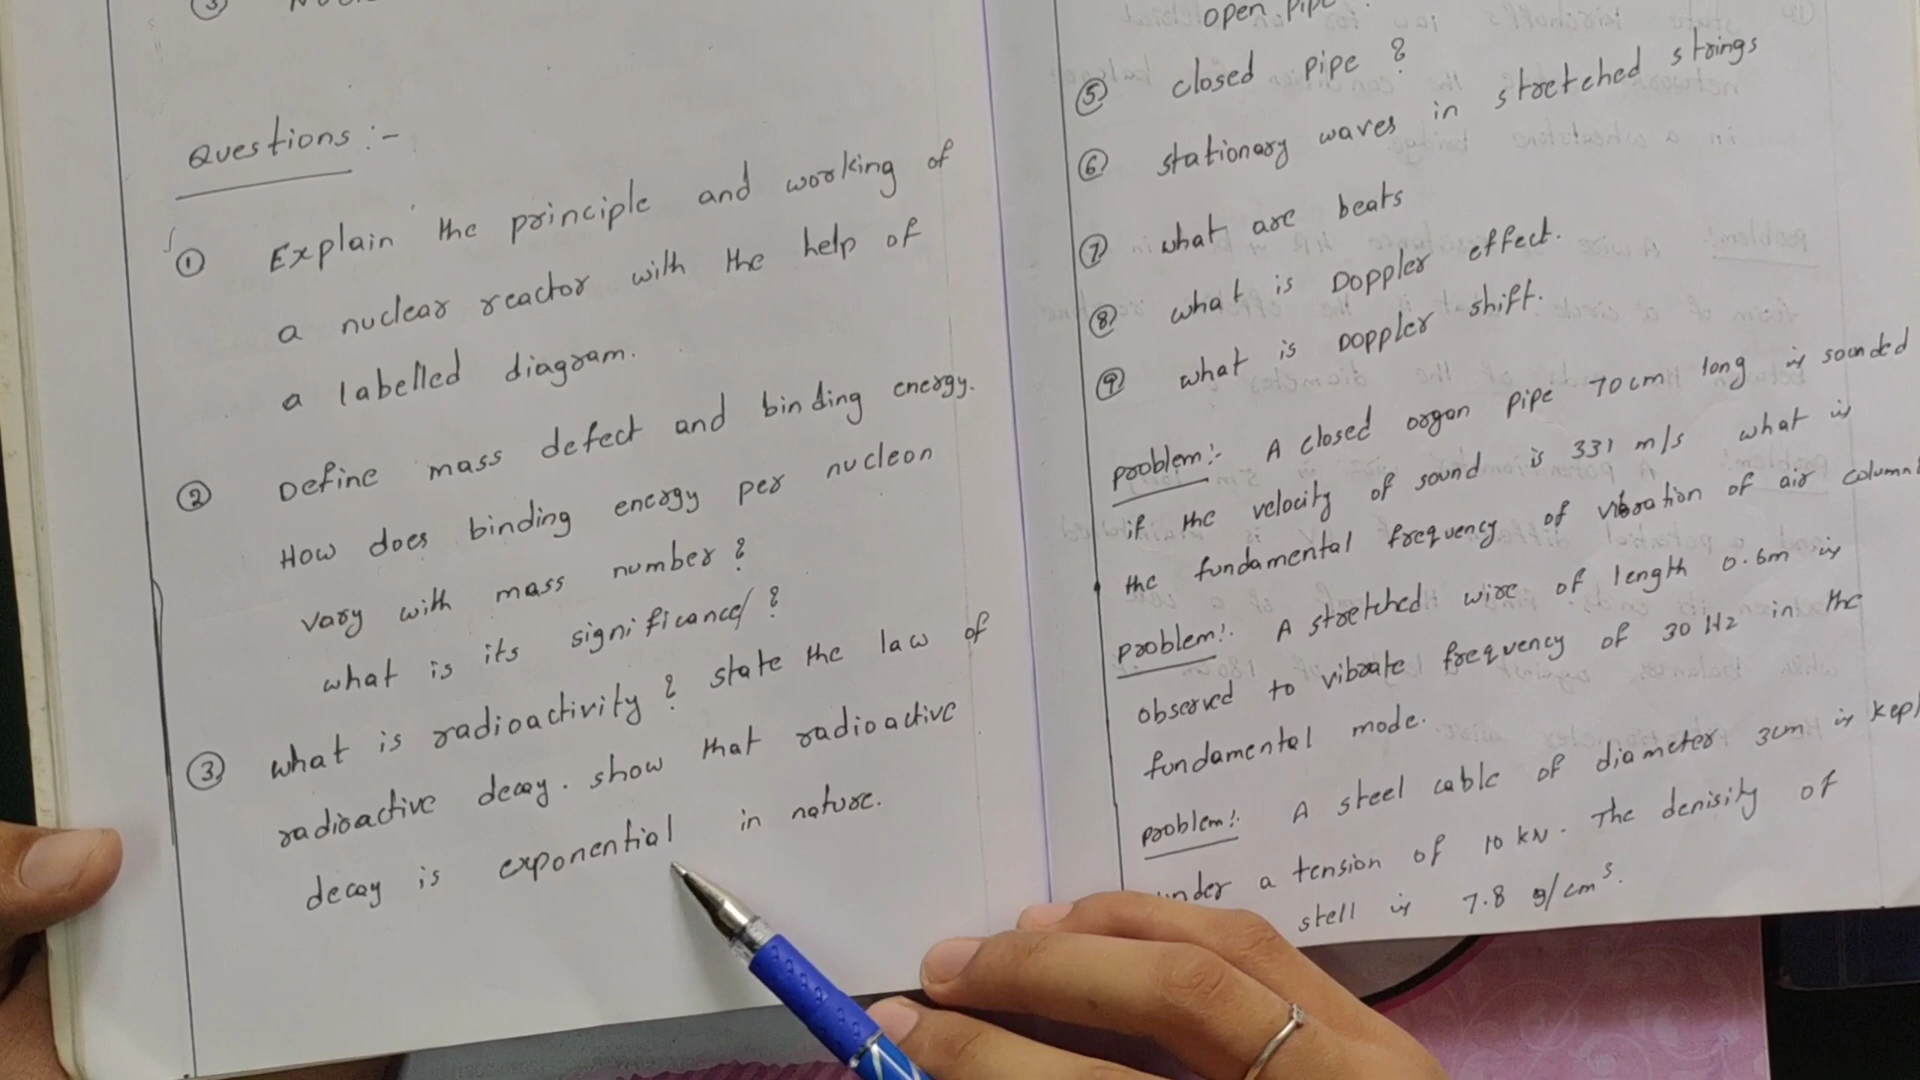 Questions :-
① Explain the principle and working of
a nuclear reactor with the help of
a labelled diagram.
② Define mass defect and binding energy.
How does binding energy per nucleon
vary with mass number ?
what is its significance ?
③ what is radioactivity ? state the law of
radioactive decay. show that radioactive
decay is exponential in nature.
open pipe.
⑤ closed pipe ?
⑥ stationary waves in stretched strings
⑦ what are beats
⑧ what is Doppler effect.
⑨ what is Doppler shift.
problem:- A closed organ pipe 70cm long is sounded
if the velocity of sound is 331 m/s what is
the fundamental frequency of vibration of air column
problem:- A stretched wire of length 0.6m is
observed to vibrate frequency of 30 Hz in the
fundamental mode.
problem:- A steel cable of diameter 3cm is kept
under a tension of 10 kN. The denisity of
stell is 7.8 g/cm³.